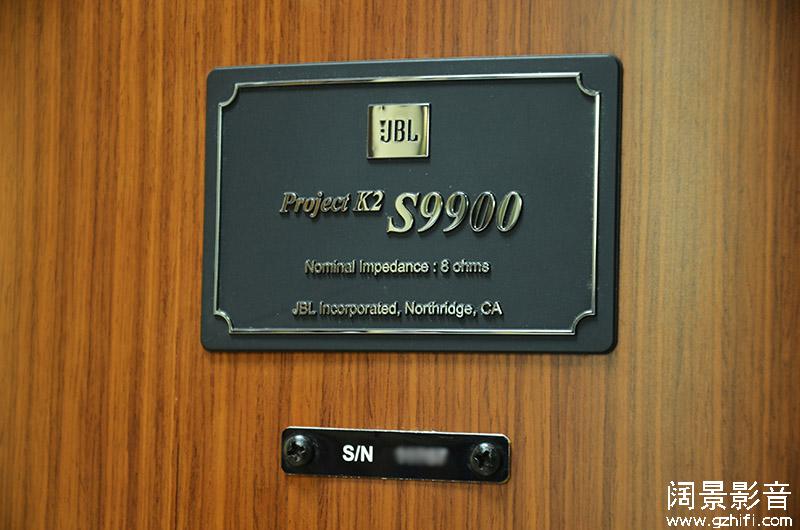 JBL
Project K2 S9900
Nominal Impedance : 8 ohms
JBL Incorporated, Northridge, CA
S/N
阔景影音
www.gzhifi.com